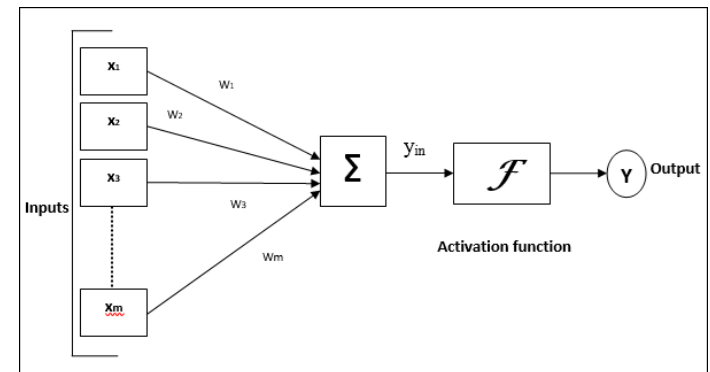 x₁
W₁
x₂
W₂
x₃
W₃
Inputs
Wm
Xm
Σ
yin
F
Y
Output
Activation function